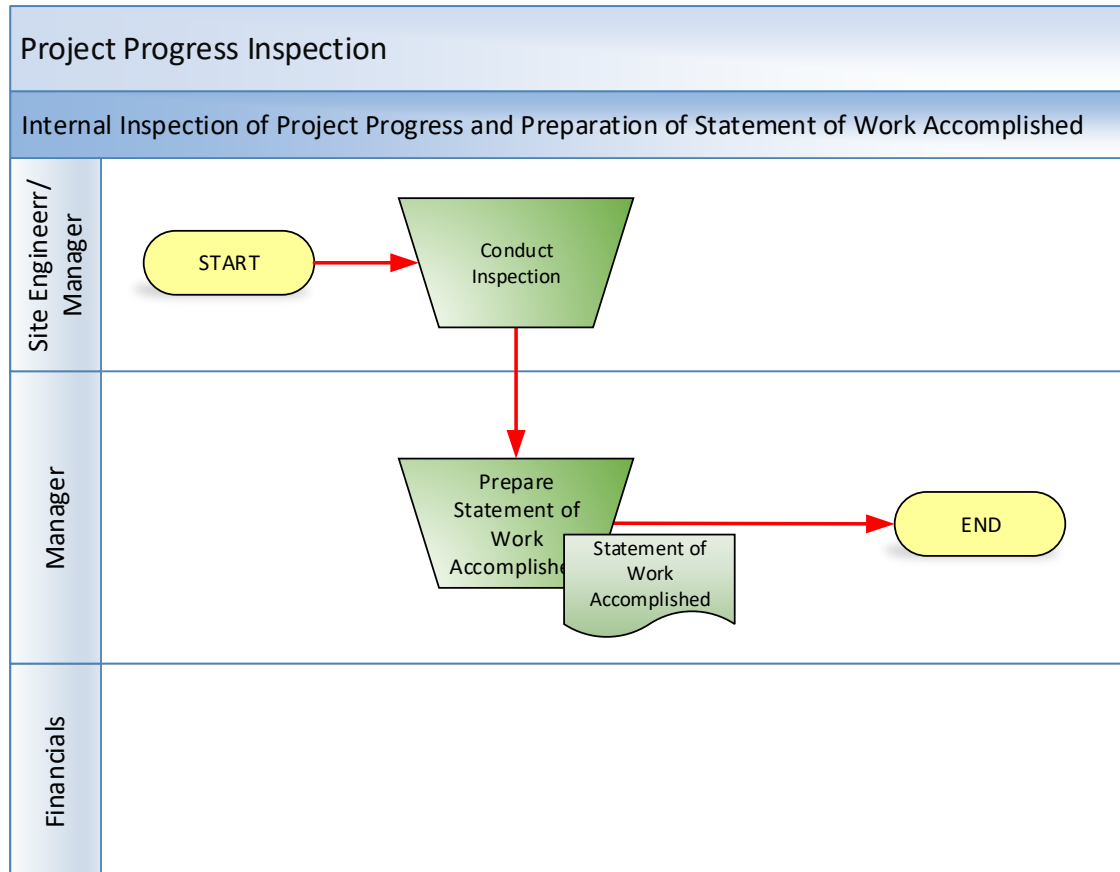 Project Progress Inspection
Internal Inspection of Project Progress and Preparation of Statement of Work Accomplished
Site Engineerr/
Manager
START
Conduct
Inspection
Manager
Prepare
Statement of
Work
Accomplished
Statement of
Work
Accomplished
END
Financials